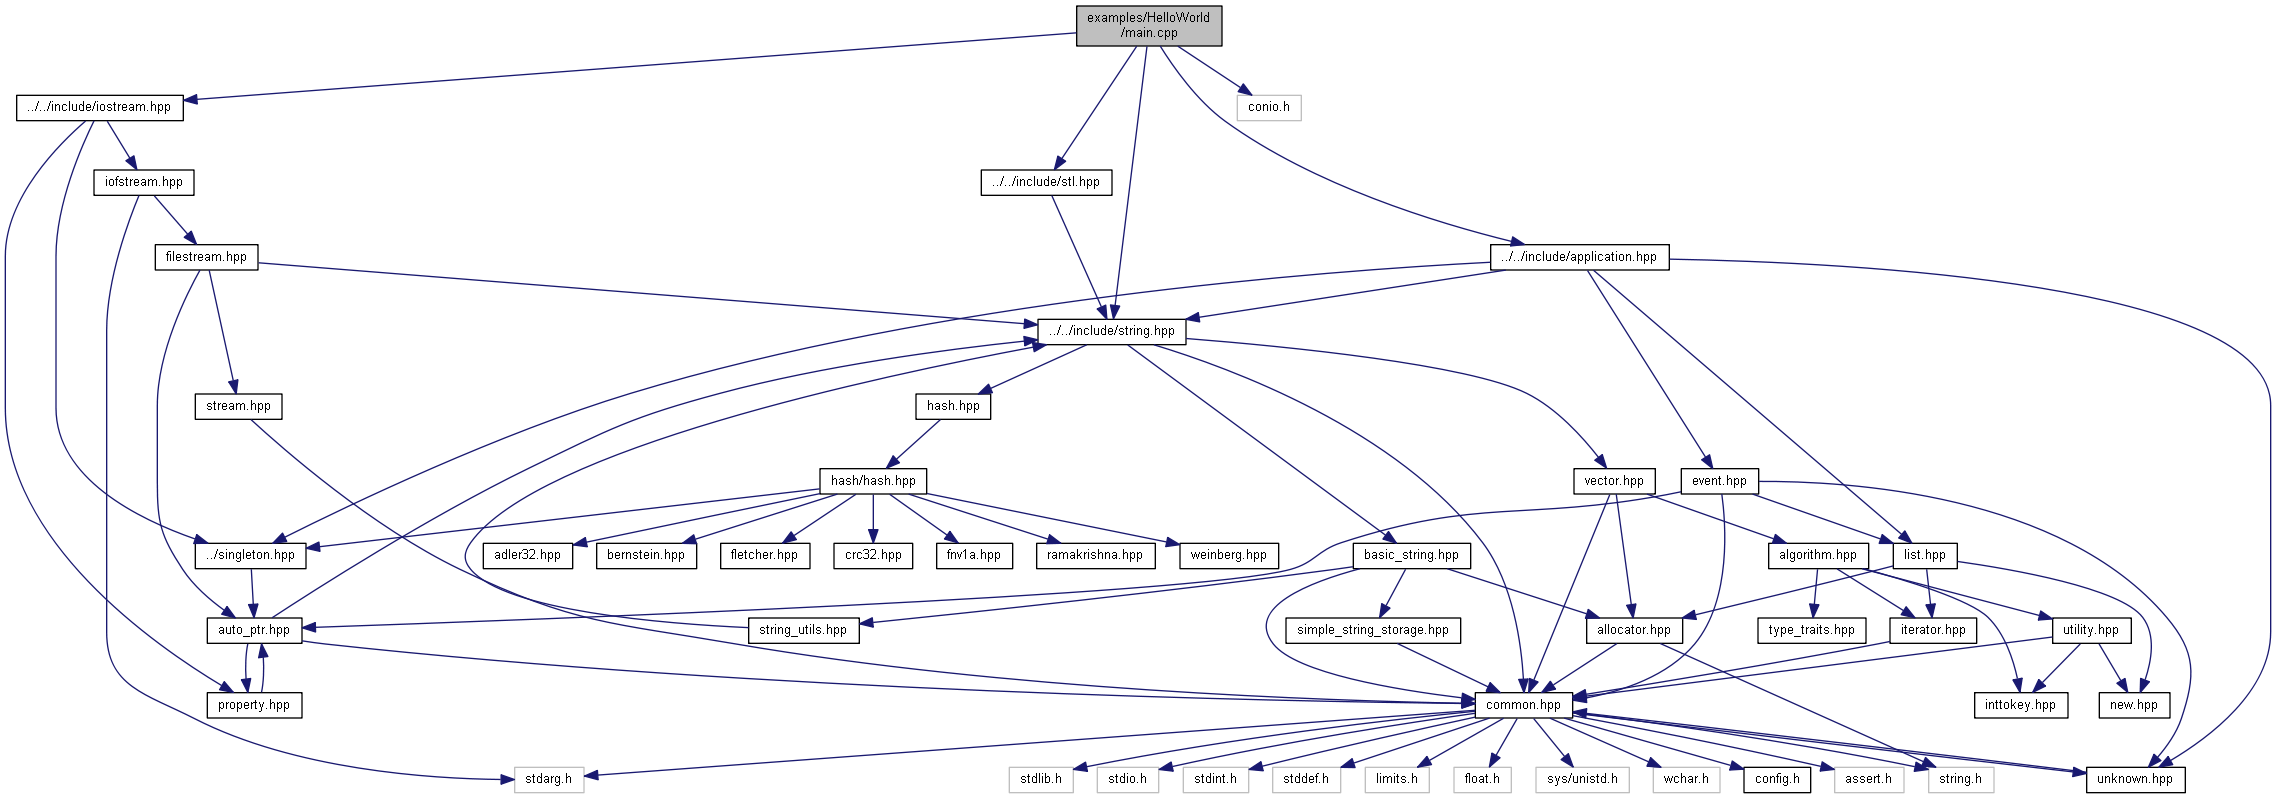 examples/HelloWorld
/main.cpp
../../include/iostream.hpp
conio.h
iofstream.hpp
../../include/stl.hpp
filestream.hpp
../../include/application.hpp
../../include/string.hpp
stream.hpp
hash.hpp
hash/hash.hpp
vector.hpp
event.hpp
../singleton.hpp
adler32.hpp
bernstein.hpp
fletcher.hpp
crc32.hpp
fnv1a.hpp
ramakrishna.hpp
weinberg.hpp
basic_string.hpp
algorithm.hpp
list.hpp
auto_ptr.hpp
string_utils.hpp
simple_string_storage.hpp
allocator.hpp
type_traits.hpp
iterator.hpp
utility.hpp
property.hpp
common.hpp
inttokey.hpp
new.hpp
stdarg.h
stdlib.h
stdio.h
stdint.h
stddef.h
limits.h
float.h
sys/unistd.h
wchar.h
config.h
assert.h
string.h
unknown.hpp